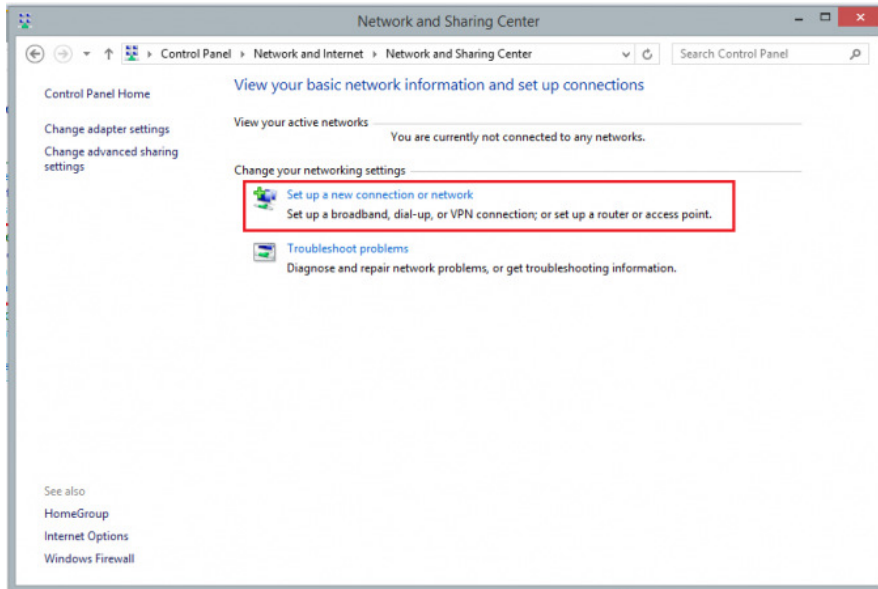 Network and Sharing Center
Control Panel Network and Internet Network and Sharing Center
Search Control Panel
Control Panel Home
Change adapter settings
Change advanced sharing
settings
View your basic network information and set up connections
View your active networks
You are currently not connected to any networks.
Change your networking settings
Set up a new connection or network
Set up a broadband, dial-up, or VPN connection; or set up a router or access point.
Troubleshoot problems
Diagnose and repair network problems, or get troubleshooting information.
See also
HomeGroup
Internet Options
Windows Firewall